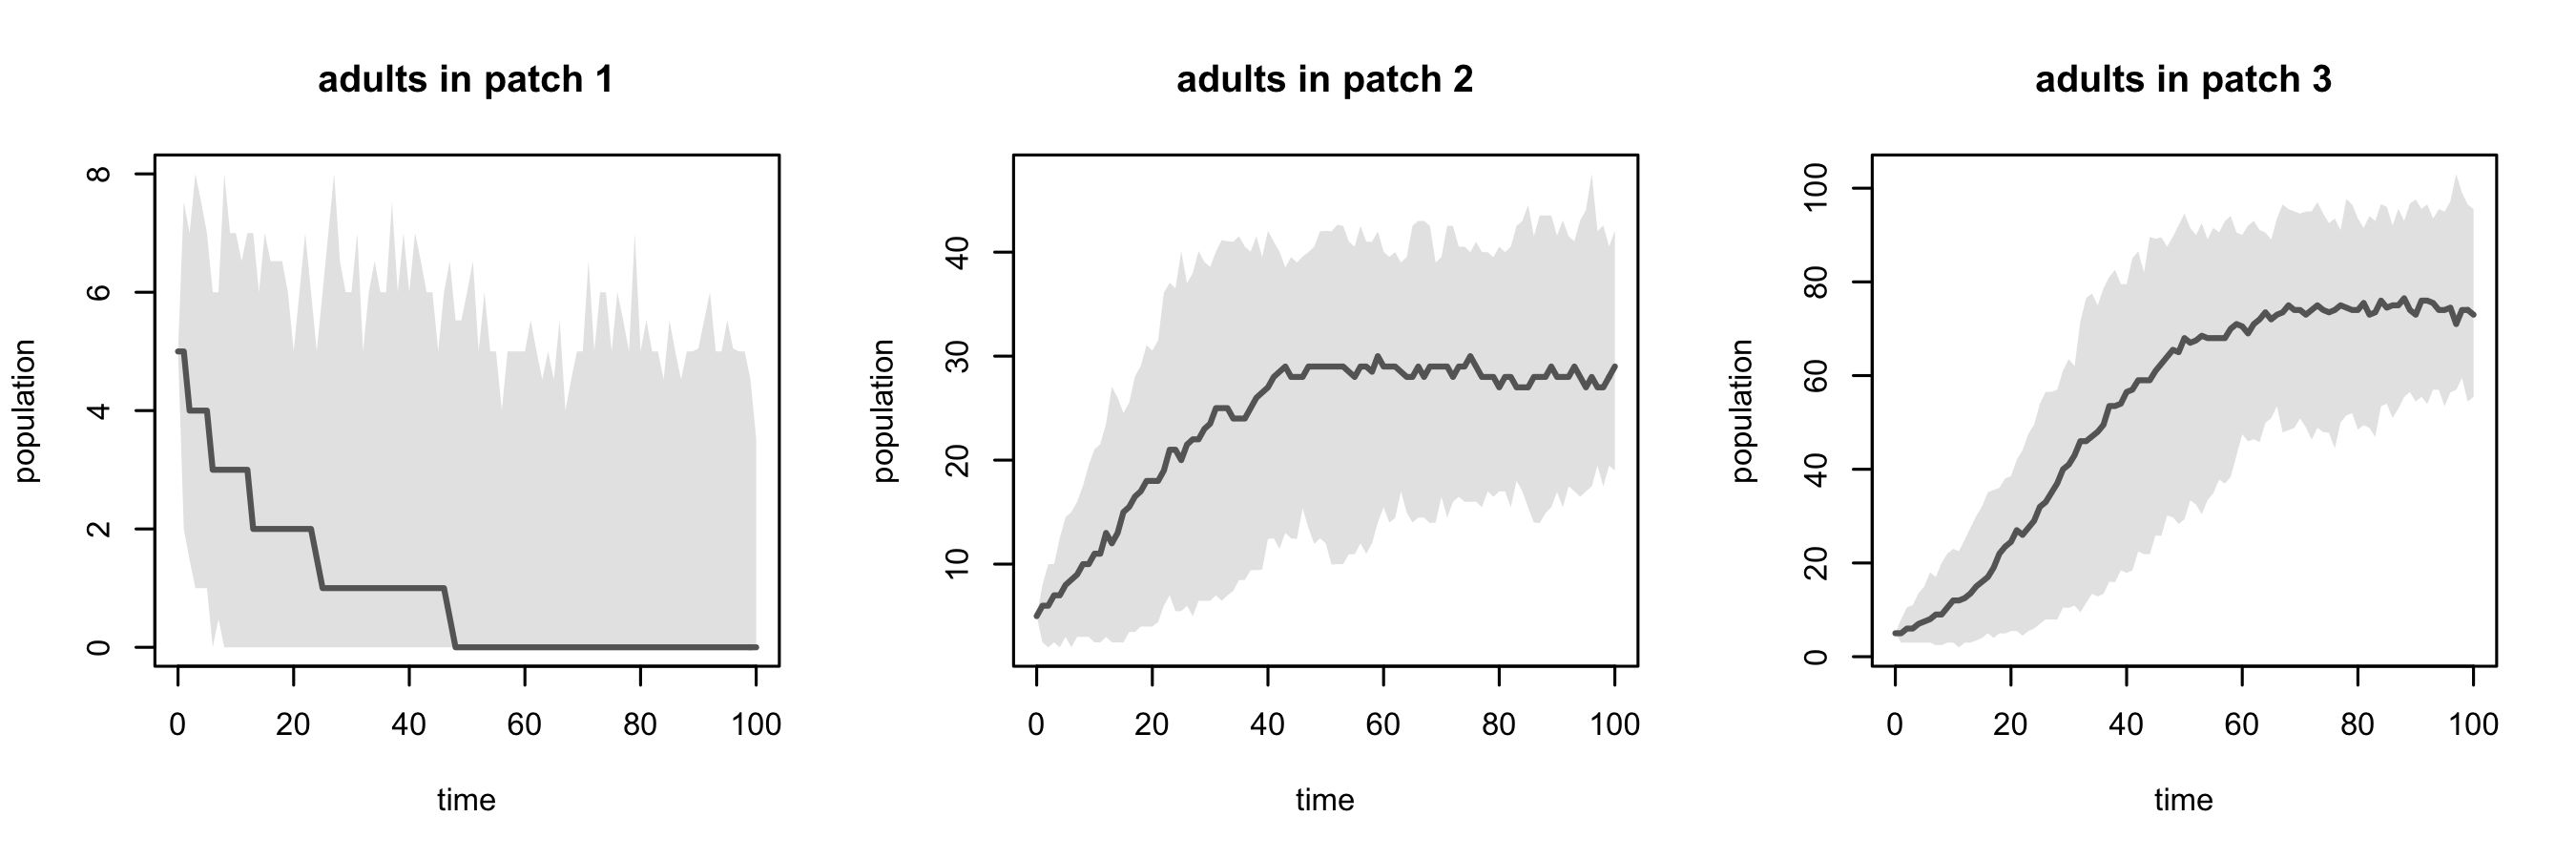 adults in patch 1
population
8
6
4
2
0
0 20 40 60 80 100
time
adults in patch 2
population
40
30
20
10
0 20 40 60 80 100
time
adults in patch 3
population
100
80
60
40
20
0
0 20 40 60 80 100
time